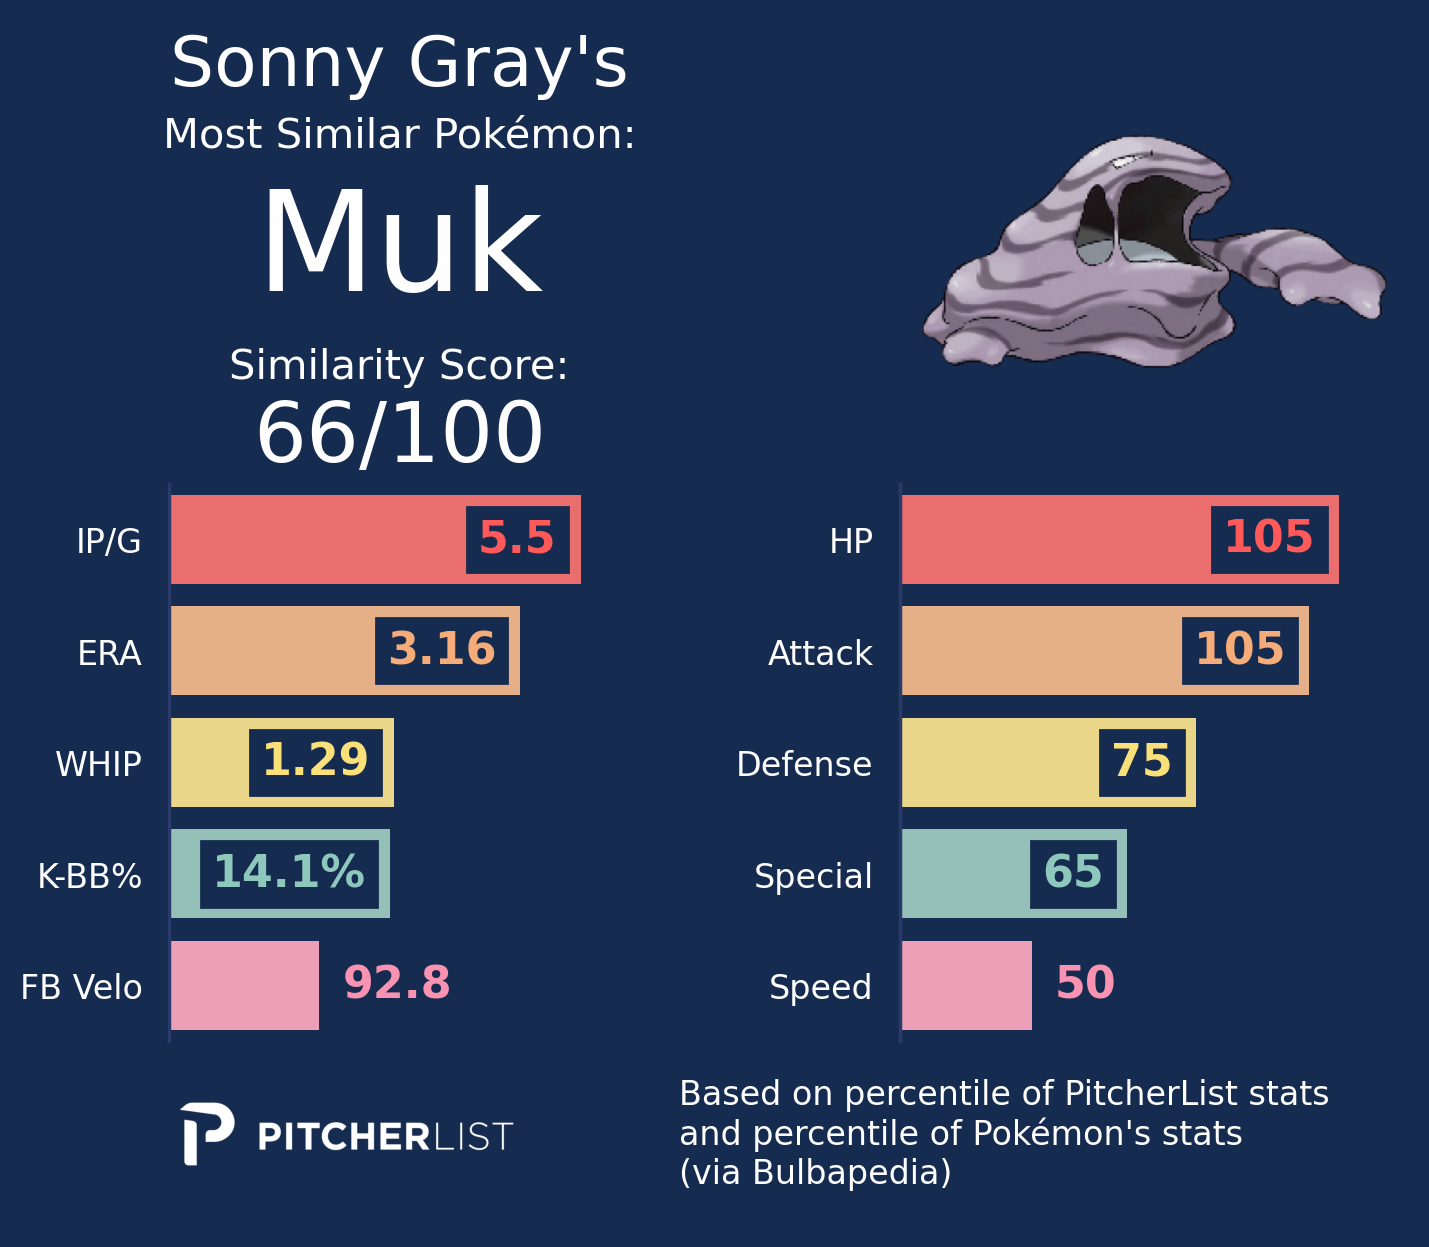 Sonny Gray's
Most Similar Pokémon:
Muk
Similarity Score:
66/100
IP/G 5.5
ERA 3.16
WHIP 1.29
K-BB% 14.1%
FB Velo 92.8
HP 105
Attack 105
Defense 75
Special 65
Speed 50
PITCHERLIST
Based on percentile of PitcherList stats
and percentile of Pokémon's stats
(via Bulbapedia)